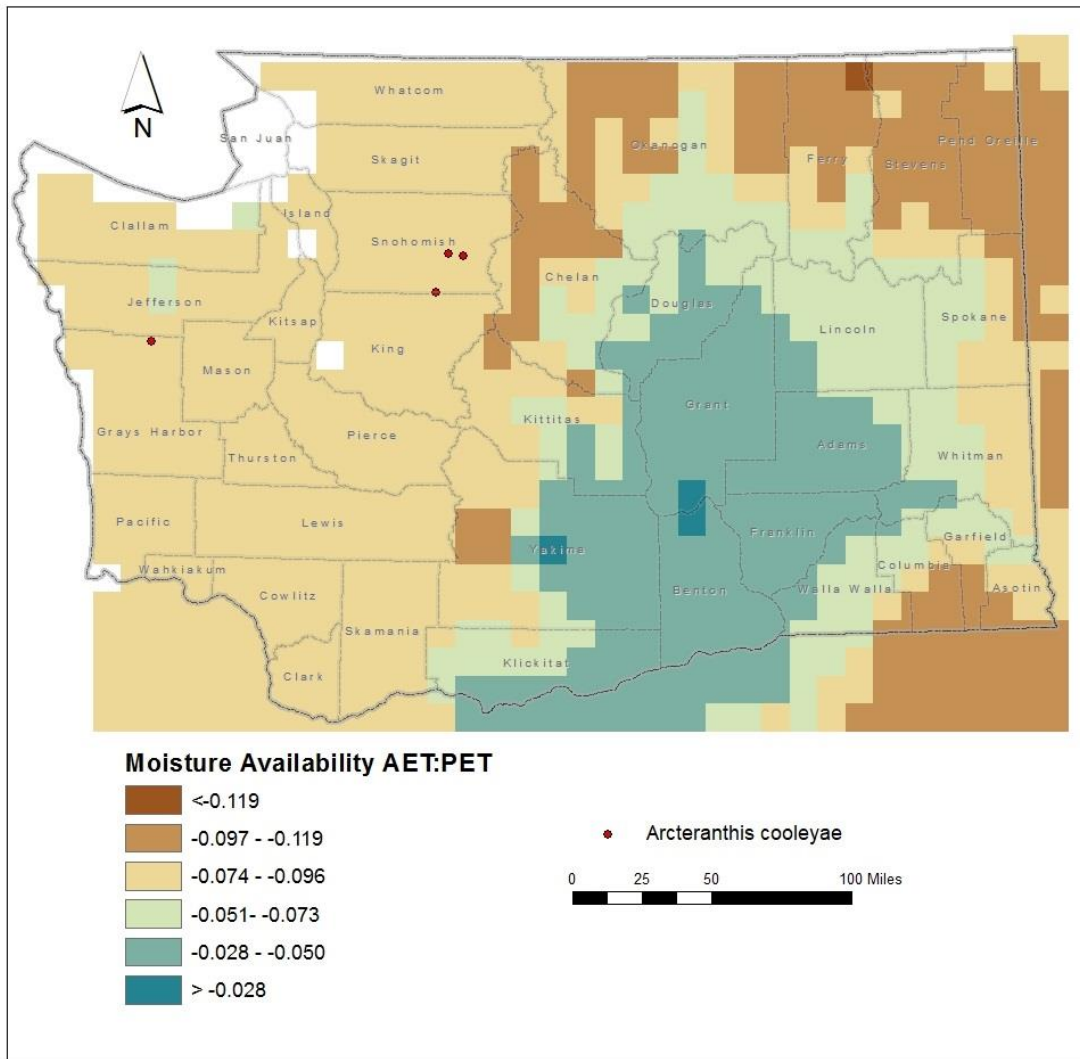 Whatcom
N
San Juan
Okanogan
Pend Oreille
Skagit
Ferry
Stevens
Island
Clallam
Snohomish
Chelan
Jefferson
Douglas
Kitsap
Lincoln
Spokane
King
Mason
Grant
Kittitas
Grays Harbor
Pierce
Adams
Thurston
Whitman
Pacific
Lewis
Franklin
Garfield
Yakima
Columbia
Wahkiakum
Cowlitz
Benton
Walla Walla
Asotin
Skamania
Klickitat
Clark
Moisture Availability AET:PET
<-0.119
-0.097 - -0.119
-0.074 - -0.096
-0.051- -0.073
-0.028 - -0.050
> -0.028
Arcteranthis cooleyae
0 25 50 100 Miles